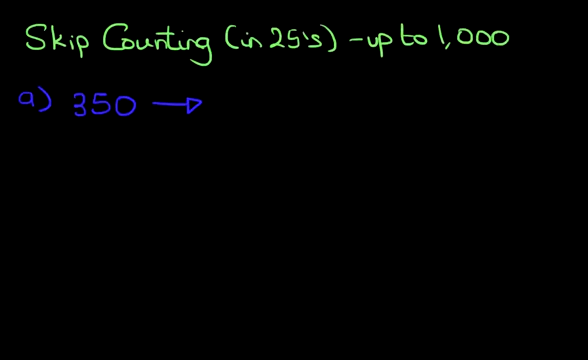 Skip Counting (in 25's) - up to 1,000
a) 350 →